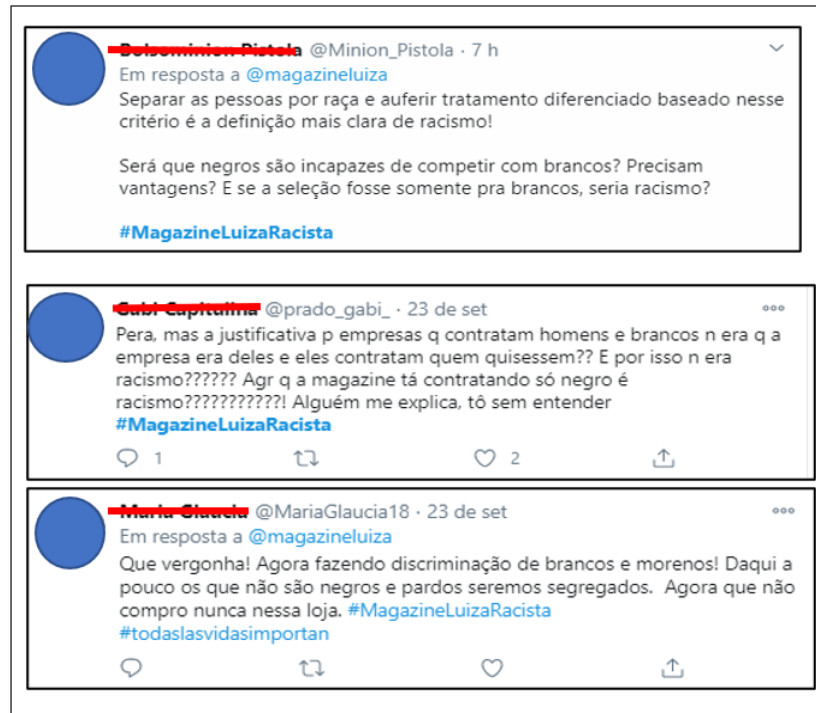 @Minion_Pistola · 7 h
Em resposta a @magazineluiza
Separar as pessoas por raça e auferir tratamento diferenciado baseado nesse
critério é a definição mais clara de racismo!
Será que negros são incapazes de competir com brancos? Precisam
vantagens? E se a seleção fosse somente pra brancos, seria racismo?
#MagazineLuizaRacista
@prado_gabi_ · 23 de set
Pera, mas a justificativa p empresas q contratam homens e brancos n era q a
empresa era deles e eles contratam quem quisessem?? E por isso n era
racismo?????? Agr q a magazine tá contratando só negro é
racismo???????????! Alguém me explica, tô sem entender
#MagazineLuizaRacista
1 2
@MariaGlaucia18 · 23 de set
Em resposta a @magazineluiza
Que vergonha! Agora fazendo discriminação de brancos e morenos! Daqui a
pouco os que não são negros e pardos seremos segregados. Agora que não
compro nunca nessa loja. #MagazineLuizaRacista
#todaslasvidasimportan